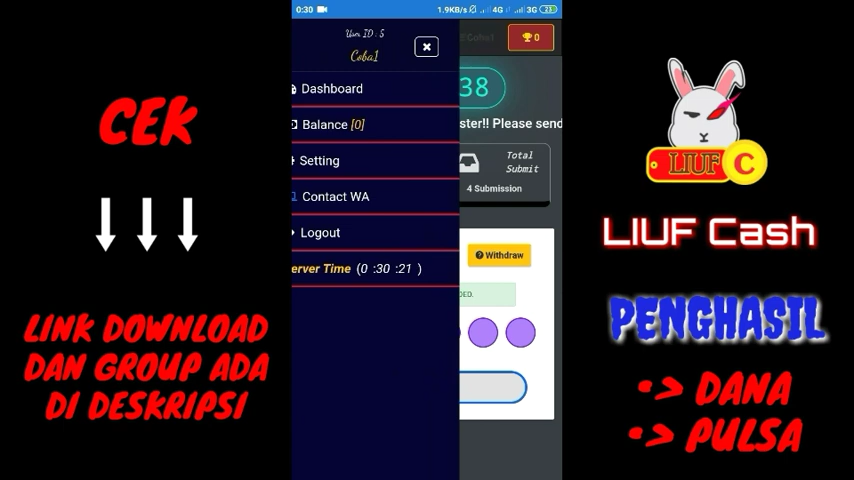 CEK
LINK DOWNLOAD
DAN GROUP ADA
DI DESKRIPSI
0:30
1.9KB/s 4G 3G 23
User ID : 5
Coba1
Dashboard
Balance [0]
Setting
Contact WA
Logout
erver Time (0 :30 :21 )
0
38
ster!! Please send
Total
Submit
4 Submission
Withdraw
DED.
LIUF C
LIUF Cash
PENGHASIL
-> DANA
-> PULSA